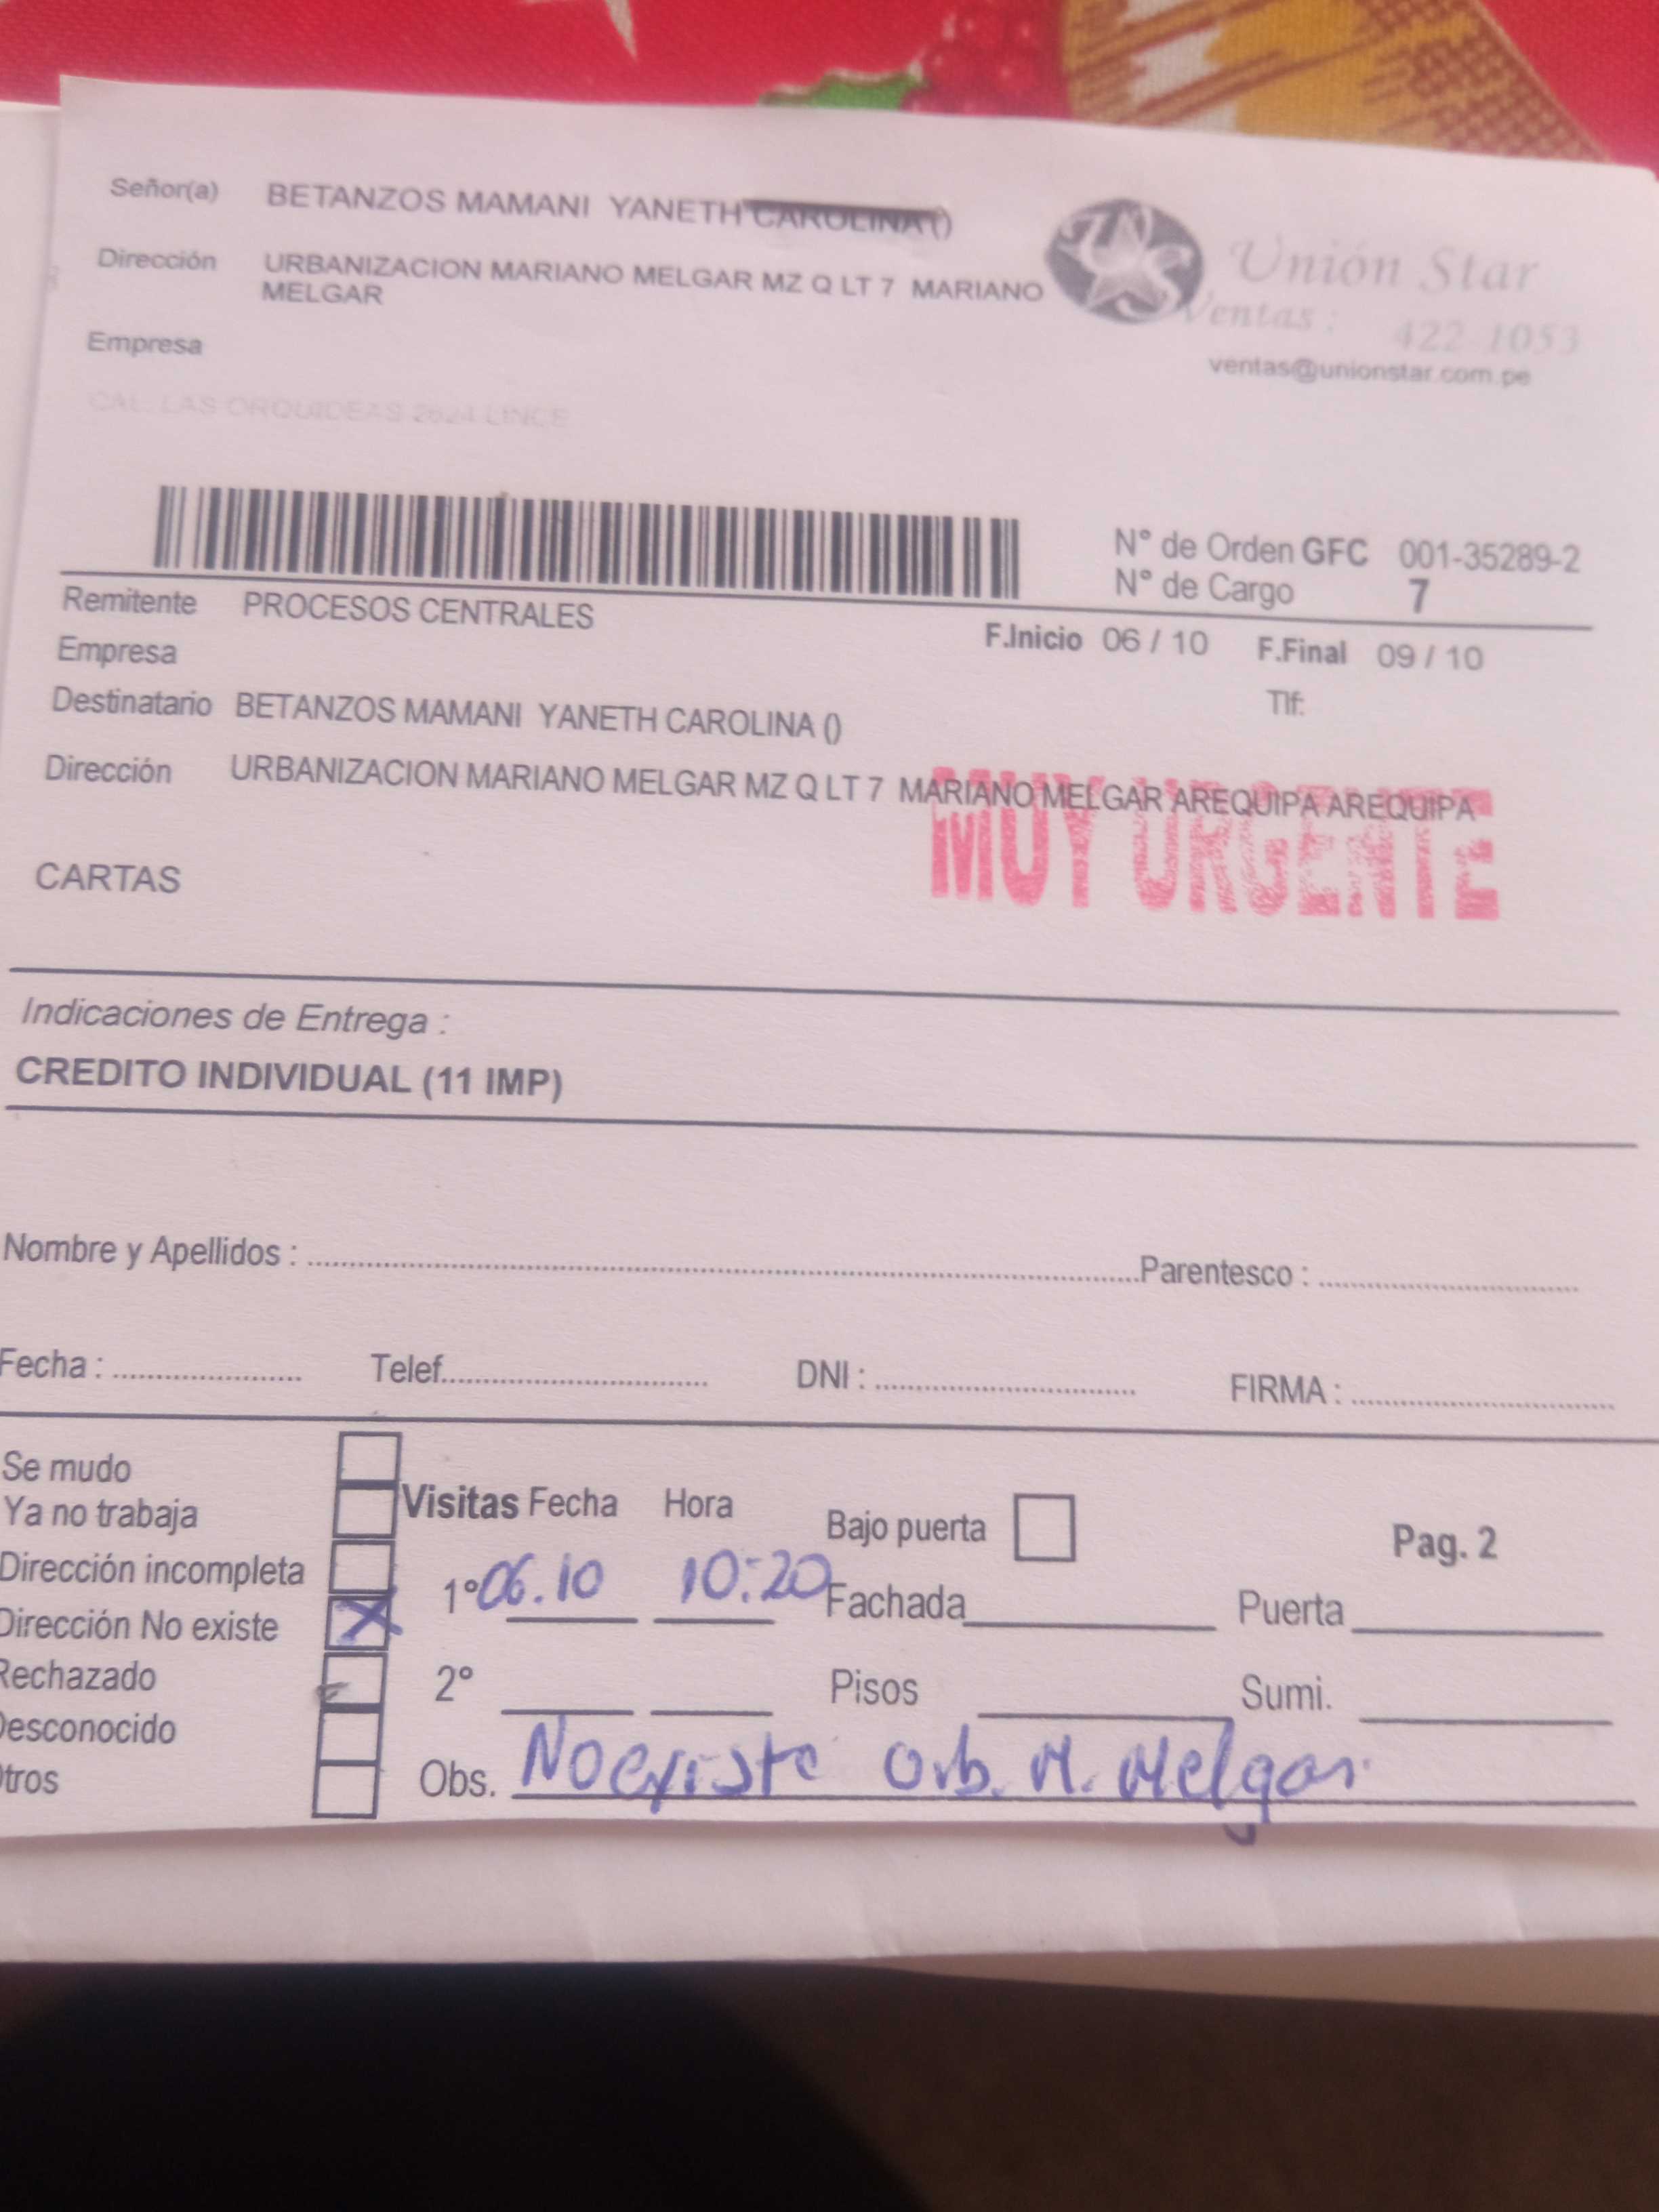 Señor(a) BETANZOS MAMANI YANETH CAROLINA ()
Dirección URBANIZACION MARIANO MELGAR MZ Q LT 7 MARIANO
MELGAR
Unión Star
Ventas : 422-1053
ventas@unionstar.com.pe
Empresa
CAL. LAS ORQUIDEAS 2624 LINCE
N° de Orden GFC 001-35289-2
N° de Cargo 7
Remitente PROCESOS CENTRALES
F.Inicio 06 / 10 F.Final 09 / 10
Empresa
Tlf:
Destinatario BETANZOS MAMANI YANETH CAROLINA ()
Dirección URBANIZACION MARIANO MELGAR MZ Q LT 7 MARIANO MELGAR AREQUIPA AREQUIPA
MUY URGENTE
CARTAS
Indicaciones de Entrega :
CREDITO INDIVIDUAL (11 IMP)
Nombre y Apellidos : Parentesco :
Fecha : Telef. DNI : FIRMA :
Se mudo
Ya no trabaja
Dirección incompleta
Dirección No existe X
Rechazado
Desconocido
Otros
Visitas Fecha Hora
1° 06.10 10:20
2°
Bajo puerta
Pag. 2
Fachada Puerta
Pisos Sumi.
Obs. No existe Urb. M. Melgar.